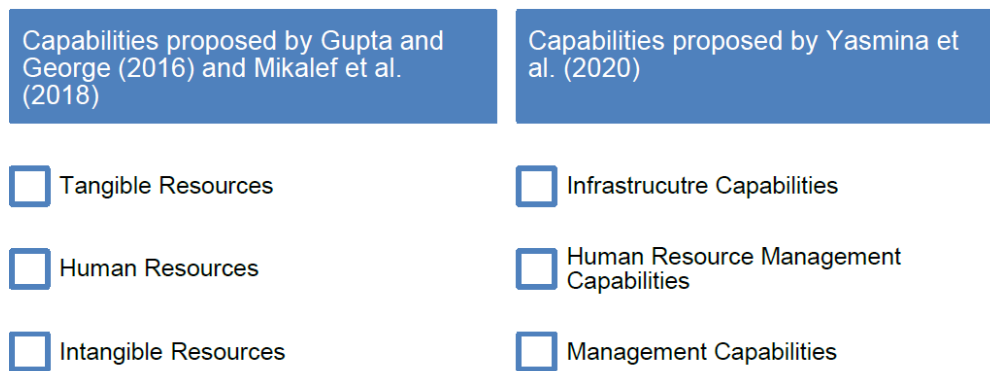 Capabilities proposed by Gupta and
George (2016) and Mikalef et al.
(2018)
Tangible Resources
Human Resources
Intangible Resources
Capabilities proposed by Yasmina et
al. (2020)
Infrastrucutre Capabilities
Human Resource Management
Capabilities
Management Capabilities